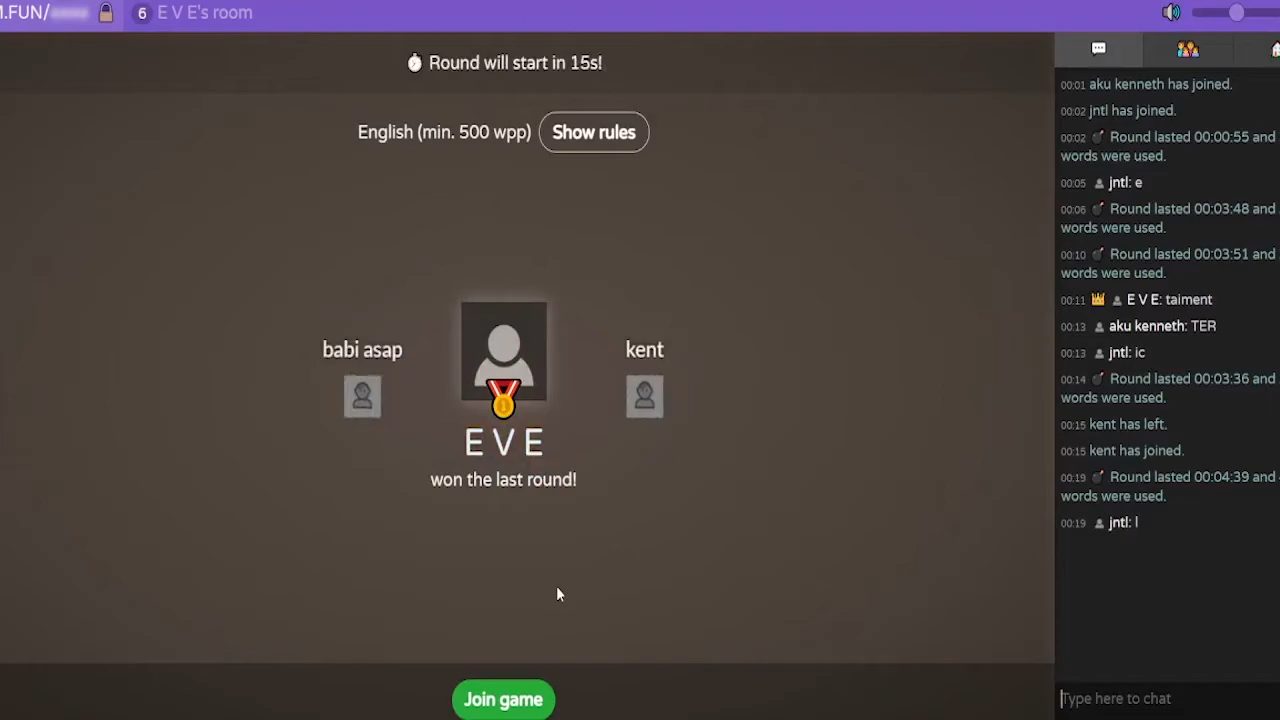 M.FUN/
6 E V E's room
Round will start in 15s!
English (min. 500 wpp) Show rules
babi asap
kent
1
E V E
won the last round!
Join game
00:01 aku kenneth has joined.
00:02 jntl has joined.
00:02 Round lasted 00:00:55 and
words were used.
00:05 jntl: e
00:06 Round lasted 00:03:48 and
words were used.
00:10 Round lasted 00:03:51 and
words were used.
00:11 E V E: taiment
00:13 aku kenneth: TER
00:13 jntl: ic
00:14 Round lasted 00:03:36 and
words were used.
00:15 kent has left.
00:15 kent has joined.
00:19 Round lasted 00:04:39 and
words were used.
00:19 jntl: l
Type here to chat